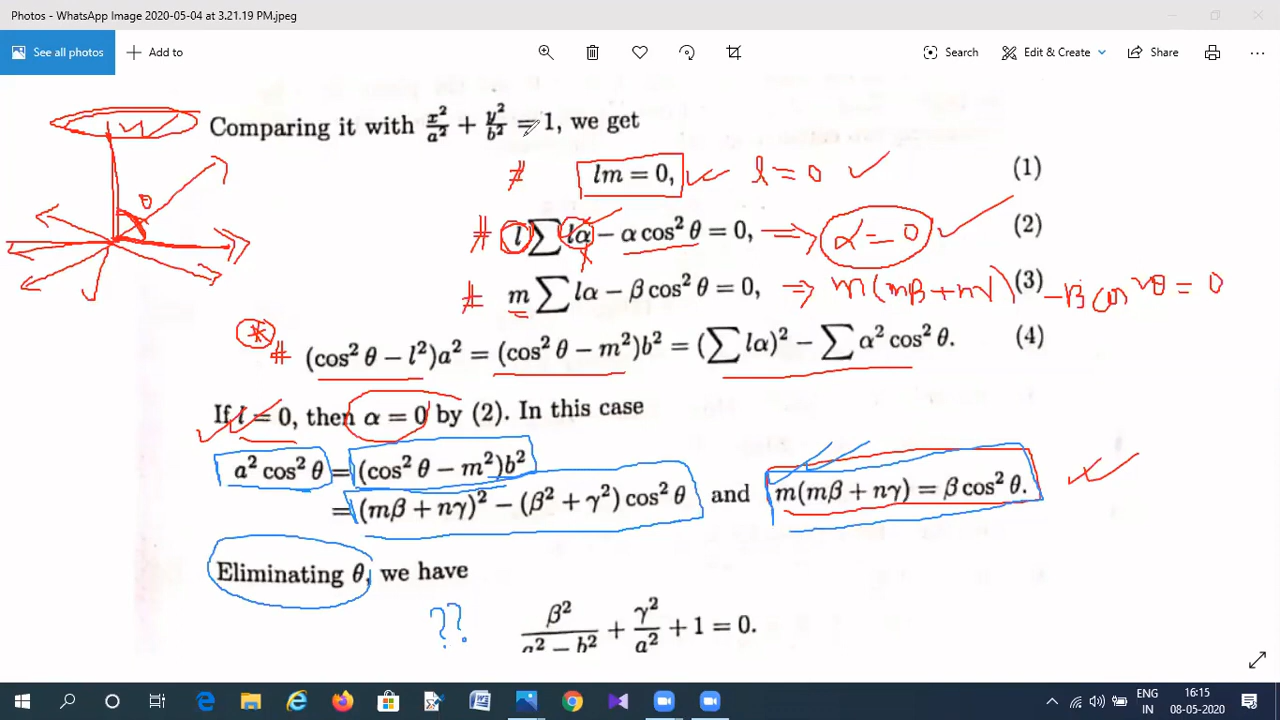 Photos - WhatsApp Image 2020-05-04 at 3.21.19 PM.jpeg
See all photos + Add to Search Edit & Create Share
Comparing it with x²/a² + y²/b² = 1, we get
# lm = 0, l = 0 (1)
# l∑ lα − α cos² θ = 0, ⇒ α = 0 (2)
# m∑ lα − β cos² θ = 0, ⇒ m(mβ + nγ) (3) − β cos² θ = 0
* # (cos² θ − l²)a² = (cos² θ − m²)b² = (∑ lα)² − ∑ α² cos² θ. (4)
If l = 0, then α = 0 by (2). In this case
a² cos² θ = (cos² θ − m²)b²
= (mβ + nγ)² − (β² + γ²) cos² θ and m(mβ + nγ) = β cos² θ.
Eliminating θ, we have
?? β²/(a² − b²) + γ²/a² + 1 = 0.
θ
ENG 16:15
IN 08-05-2020